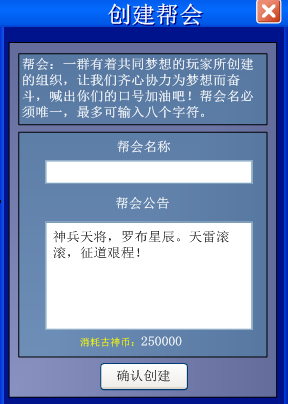 创建帮会
帮会：一群有着共同梦想的玩家所创建
的组织，让我们齐心协力为梦想而奋
斗，喊出你们的口号加油吧！帮会名必
须唯一，最多可输入八个字符。
帮会名称
帮会公告
神兵天将，罗布星辰。天雷滚
滚，征道艰程！
消耗古神币：250000
确认创建